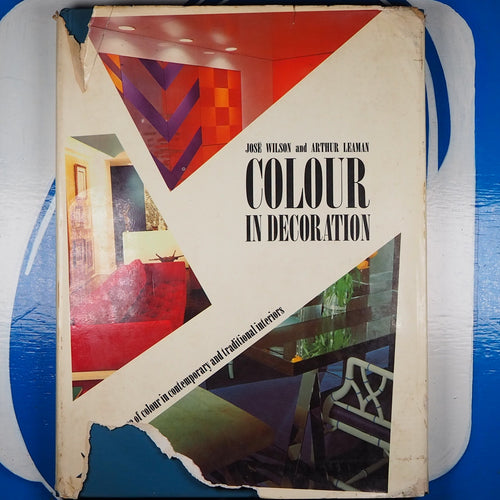 JOSÉ WILSON and ARTHUR LEAMAN
COLOUR
IN DECORATION
of colour in contemporary and traditional interiors